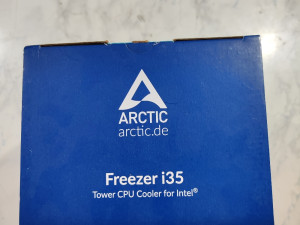 ARCTIC
arctic.de
Freezer i35
Tower CPU Cooler for Intel®